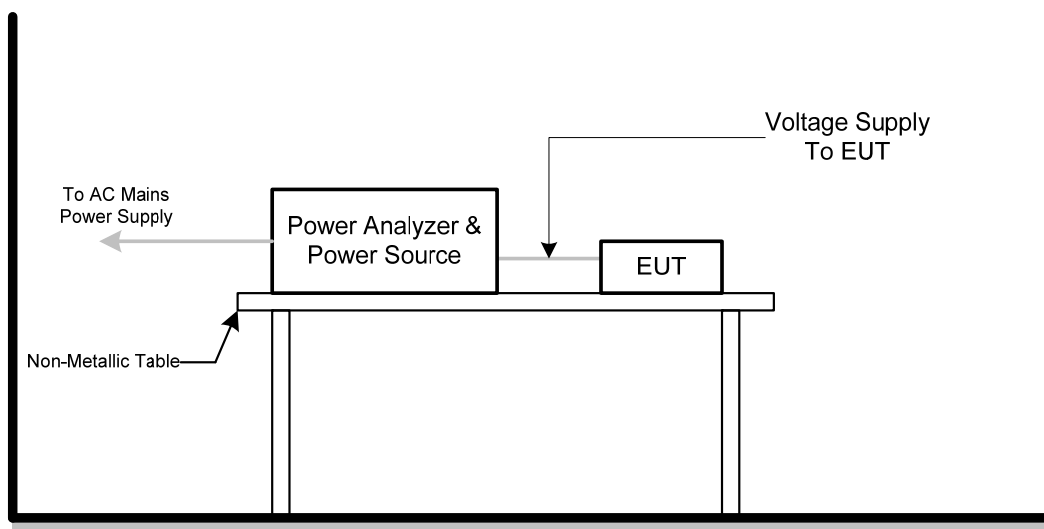 Voltage Supply
To EUT
To AC Mains
Power Supply
Power Analyzer &
Power Source
EUT
Non-Metallic Table